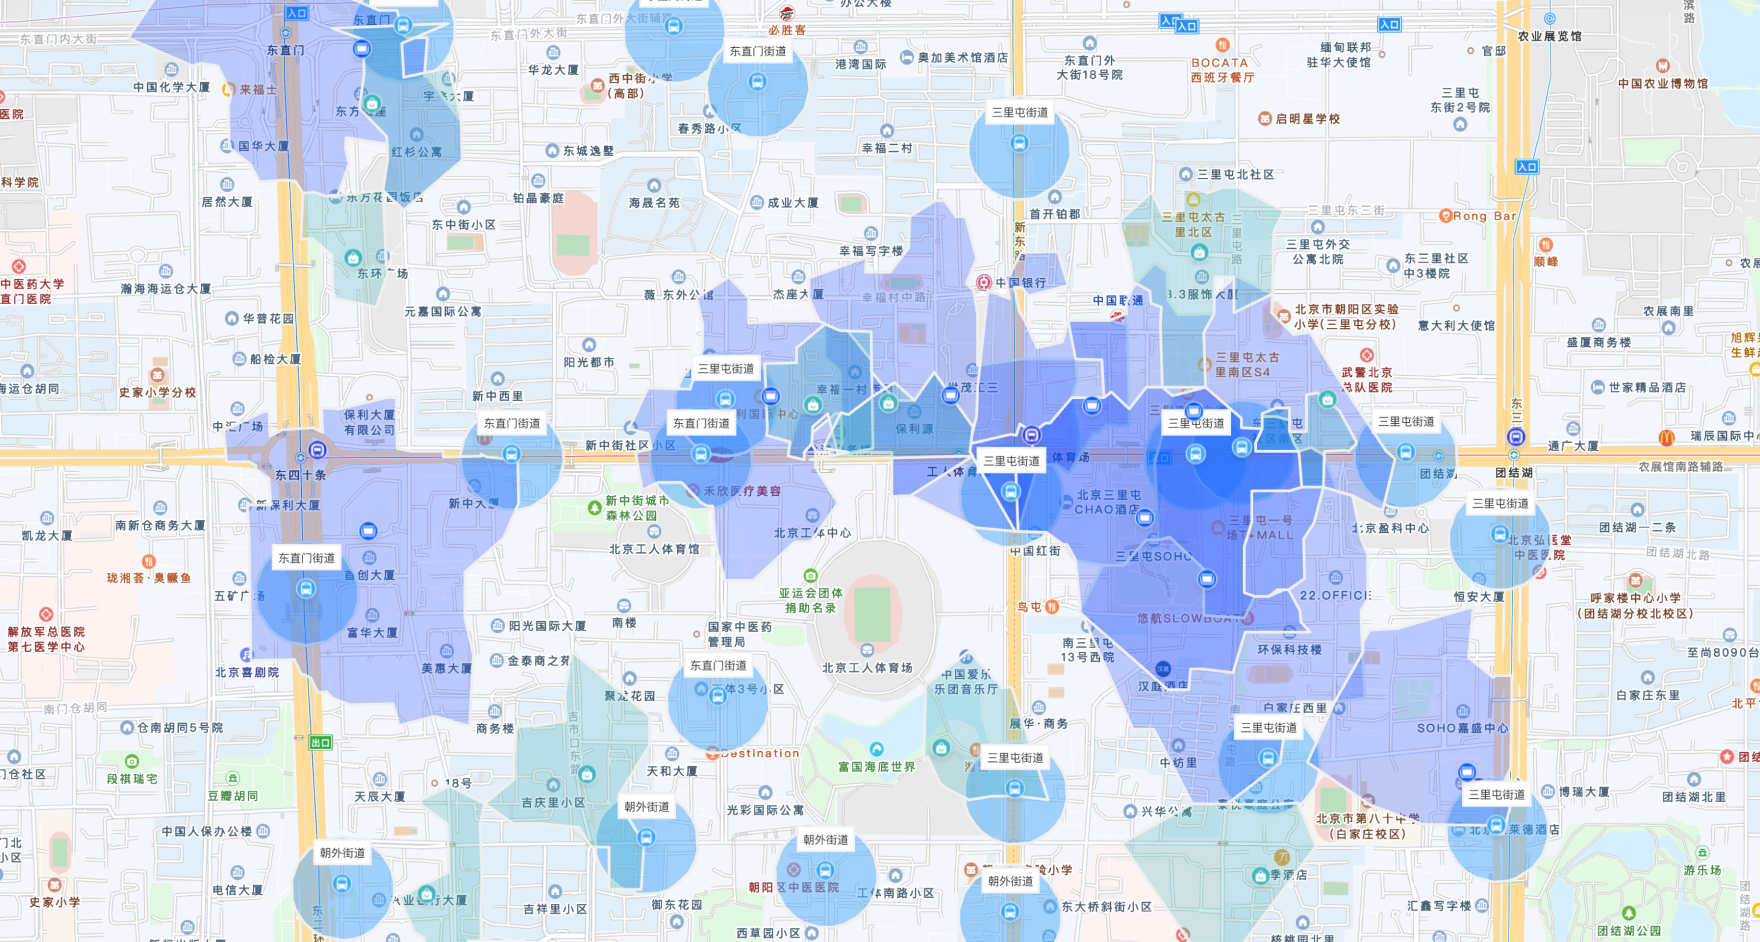 入口
东直门
东直门外大街辅路
必胜客
办公大楼
入口
入口
入口
农业展览馆
东直门内大街
东直门
东直门外大街
东直门街道
华龙大厦
港湾国际
奥加美术馆酒店
东直门外
大街18号院
BOCATA
西班牙餐厅
缅甸联邦
驻华大使馆
官邸
中国化学大厦
来福士
西中街小学
(高部)
中国农业博物馆
医院
三里屯
东街2号院
三里屯街道
启明星学校
春秀路小区
国华大厦
红杉公寓
东城逸墅
幸福二村
入口
科学院
居然大厦
东方花园饭店
铂晶豪庭
海晟名苑
成业大厦
三里屯北社区
首开铂郡
三里屯东三街
Rong Bar
东中街小区
三里屯太古
里北区
三里屯路
新东路
幸福写字楼
三里屯外交
公寓北院
东三里社区
中3楼院
顺峰
中医药大学
直门医院
瀚海海运仓大厦
东环广场
薇·东外公馆
杰座大厦
幸福村中路
中国银行
中国联通
3.3服饰大厦
元嘉国际公寓
华普花园
北京市朝阳区实验
小学(三里屯分校)
意大利大使馆
农展南里
盛厦商务楼
船检大厦
阳光都市
三里屯街道
三里屯太古
里南区S4
武警北京
总队医院
海运仓胡同
史家小学分校
新中西里
幸福一村
世茂工三
世家精品酒店
保利大厦
有限公司
中汇广场
东直门街道
东直门街道
保利源
三里屯街道
三里屯街道
新中街社区小区
通广大厦
瑞辰国际中心
东四十条
三里屯街道
工人体育
体育场
团结湖
团结湖
农展馆南路辅路
新保利大厦
新中大厦
禾欣医疗美容
新中街城市
森林公园
北京三里屯
CHAO酒店
三里屯街道
南新仓商务大厦
凯龙大厦
北京工体中心
三里屯一号
场T+MALL
北京盈科中心
团结湖一二条
北京工人体育馆
中国红街
三里屯SOHO
北京弘医堂
中医医院
团结湖北路
东直门街道
珑湘荟·臭鳜鱼
首创大厦
五矿广场
亚运会团体
捐助名录
鸟屯
22.OFFICE
恒安大厦
呼家楼中心小学
(团结湖分校北校区)
解放军总医院
第七医学中心
富华大厦
阳光国际大厦
南楼
国家中医药
管理局
悠航SLOWBOAT
南三里屯
13号西院
环保科技楼
至尚8090台
北京喜剧院
美惠大厦
金泰商之苑
东直门街道
北京工人体育场
中国爱乐
乐团音乐厅
汉庭酒店
南门仓胡同
聚龙花园
工体3号小区
白家庄东里
仓南胡同5号院
商务楼
吉市口东路
展华·商务
白家庄西里
三里屯街道
SOHO嘉盛中心
出口
Destination
三里屯街道
中纺里
门仓社区
段祺瑞宅
豆瓣胡同
天辰大厦
18号
吉庆里小区
天和大厦
富国海底世界
朝外街道
光彩国际公寓
兴华公寓
三里屯街道
博瑞大厦
团结湖北里
北京市第八十中学
(白家庄校区)
中国人保办公楼
朝外街道
朝外街道
朝外街道
电信大厦
朝阳区中医医院
工体南路小区
季酒店
游乐场
史家小学
吉祥里小区
御东花园
西草园小区
东大桥斜街小区
核桃园北里
汇鑫写字楼
团结湖公园
团结湖路